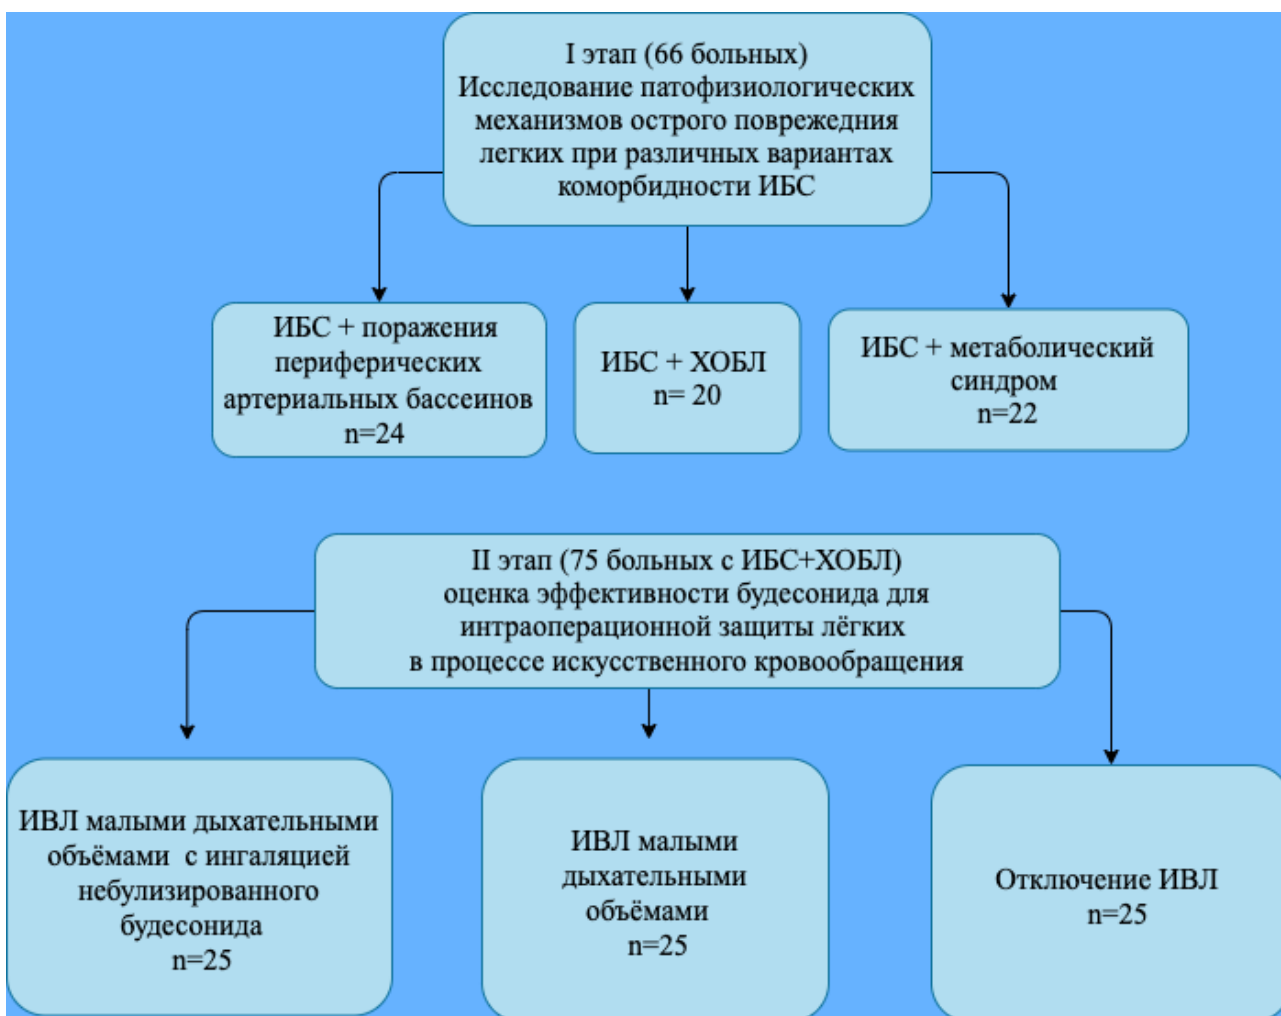 I этап (66 больных)
Исследование патофизиологических
механизмов острого повреждния
легких при различных вариантах
коморбидности ИБС
ИБС + поражения
периферических
артериальных бассеинов
n=24
ИБС + ХОБЛ
n= 20
ИБС + метаболический
синдром
n=22
II этап (75 больных с ИБС+ХОБЛ)
оценка эффективности будесонида для
интраоперационной защиты лёгких
в процессе искусственного кровообращения
ИВЛ малыми дыхательными
объёмами с ингаляцией
небулизированного
будесонида
n=25
ИВЛ малыми
дыхательными
объёмами
n=25
Отключение ИВЛ
n=25